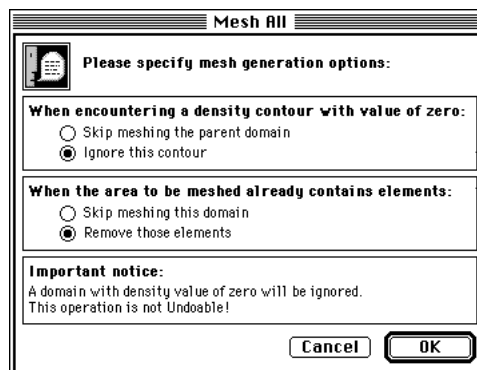 Mesh All
Please specify mesh generation options:
When encountering a density contour with value of zero:
Skip meshing the parent domain
Ignore this contour
When the area to be meshed already contains elements:
Skip meshing this domain
Remove those elements
Important notice:
A domain with density value of zero will be ignored.
This operation is not Undoable!
Cancel
OK